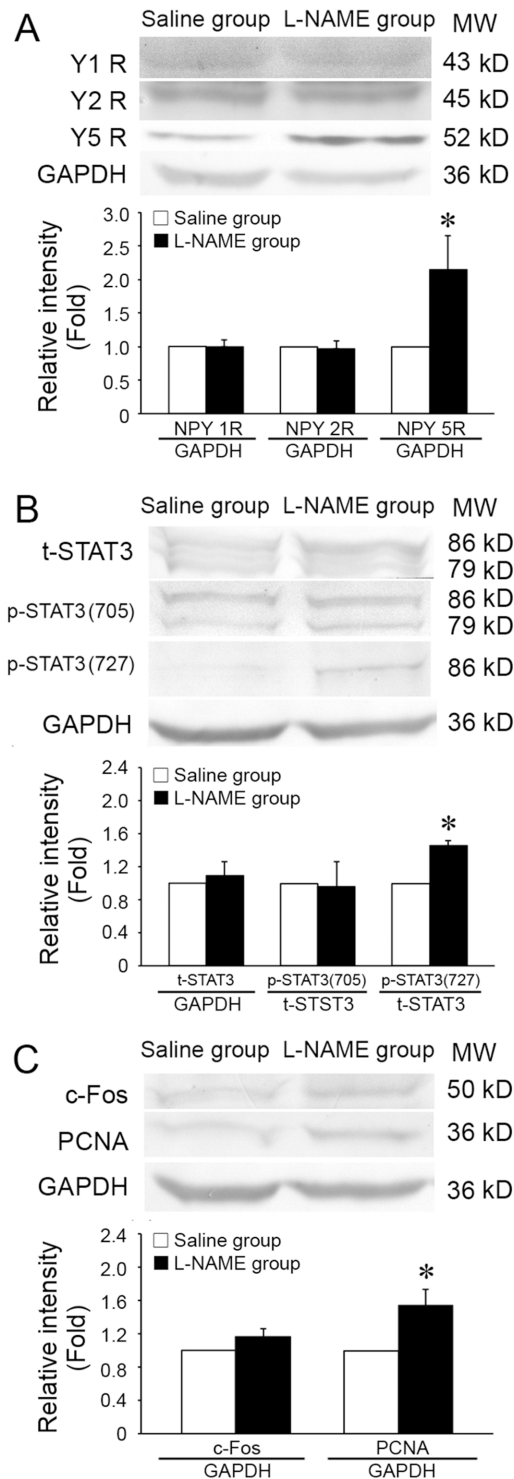 A
Saline group L-NAME group MW
Y1 R 43 kD
Y2 R 45 kD
Y5 R 52 kD
GAPDH 36 kD
Relative intensity
(Fold)
3.0
2.5
2.0
1.5
1.0
0.5
0
Saline group
L-NAME group
*
NPY 1R NPY 2R NPY 5R
GAPDH GAPDH GAPDH
B
Saline group L-NAME group MW
t-STAT3 86 kD
79 kD
p-STAT3(705) 86 kD
79 kD
p-STAT3(727) 86 kD
GAPDH 36 kD
Relative intensity
(Fold)
2.4
2.0
1.6
1.2
0.8
0.4
0
Saline group
L-NAME group
*
t-STAT3 p-STAT3(705) p-STAT3(727)
GAPDH t-STST3 t-STAT3
C
Saline group L-NAME group MW
c-Fos 50 kD
PCNA 36 kD
GAPDH 36 kD
Relative intensity
(Fold)
2.4
2.0
1.6
1.2
0.8
0.4
0
Saline group
L-NAME group
*
c-Fos PCNA
GAPDH GAPDH